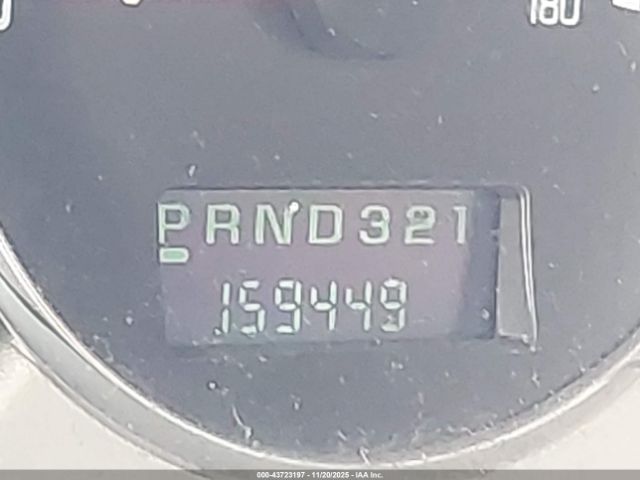 180
PRND321
159449
000-43723197 - 11/20/2025 - IAA Inc.